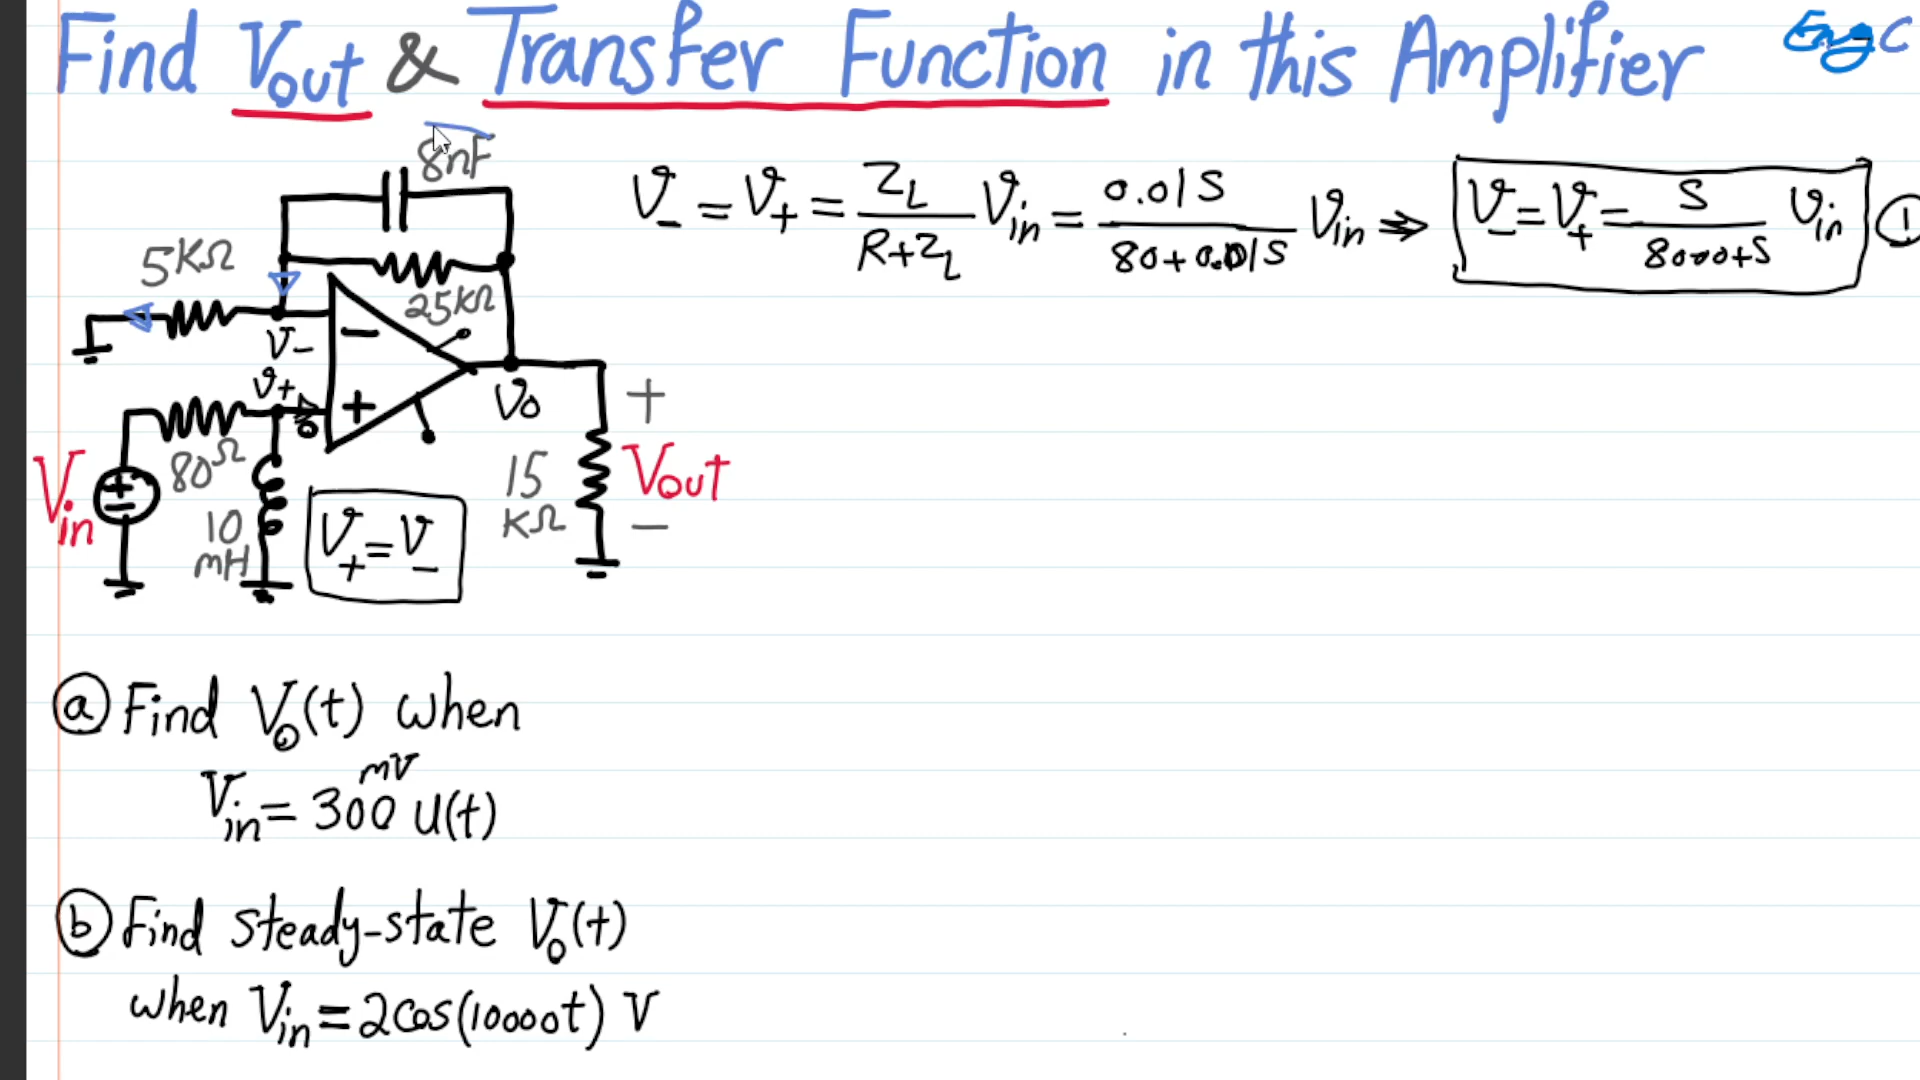 Find Vout & Transfer Function in this Amplifier
EngC
8nF
V- = V+ = ZL/(R+ZL) Vin = 0.01S/(80+0.01S) Vin ⇒ V- = V+ = S/(8000+S) Vin ①
5KΩ
25KΩ
V-
V+
−
+
0
Vo
+
Vin
80Ω
10 mH
V+ = V-
15 KΩ
Vout
−
ⓐ Find Vo(t) when
Vin = 300 mV u(t)
ⓑ Find steady-state Vo(t)
when Vin = 2cos(10000t) V